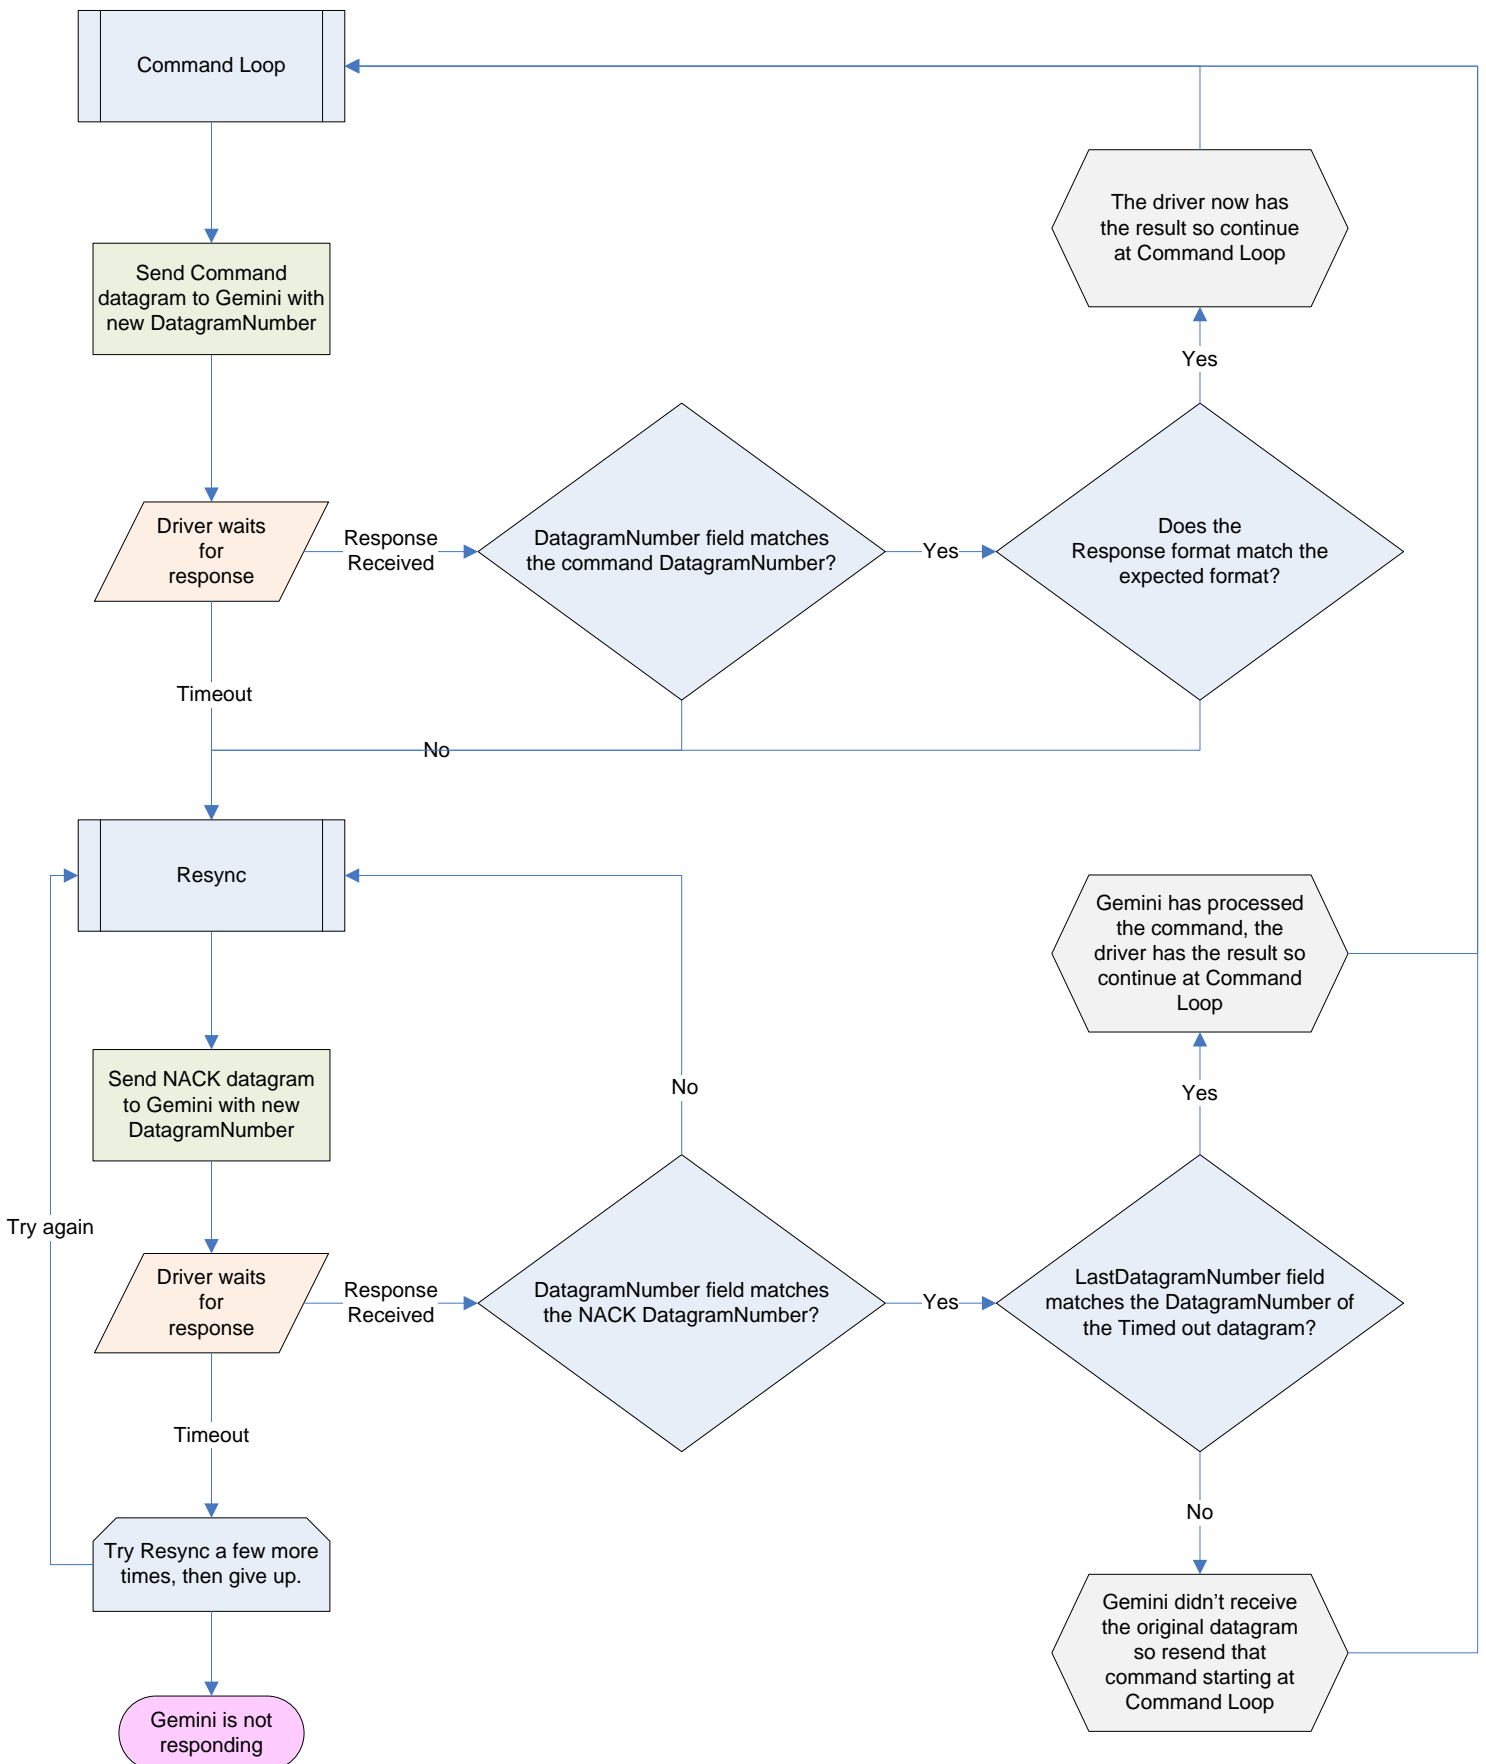 Command Loop
The driver now has
the result so continue
at Command Loop
Send Command
datagram to Gemini with
new DatagramNumber
Yes
Driver waits
for
response
Response
Received
DatagramNumber field matches
the command DatagramNumber?
Yes
Does the
Response format match the
expected format?
Timeout
No
Resync
Gemini has processed
the command, the
driver has the result so
continue at Command
Loop
Send NACK datagram
to Gemini with new
DatagramNumber
No
Yes
Try again
Driver waits
for
response
Response
Received
DatagramNumber field matches
the NACK DatagramNumber?
Yes
LastDatagramNumber field
matches the DatagramNumber of
the Timed out datagram?
Timeout
No
Try Resync a few more
times, then give up.
Gemini didn’t receive
the original datagram
so resend that
command starting at
Command Loop
Gemini is not
responding